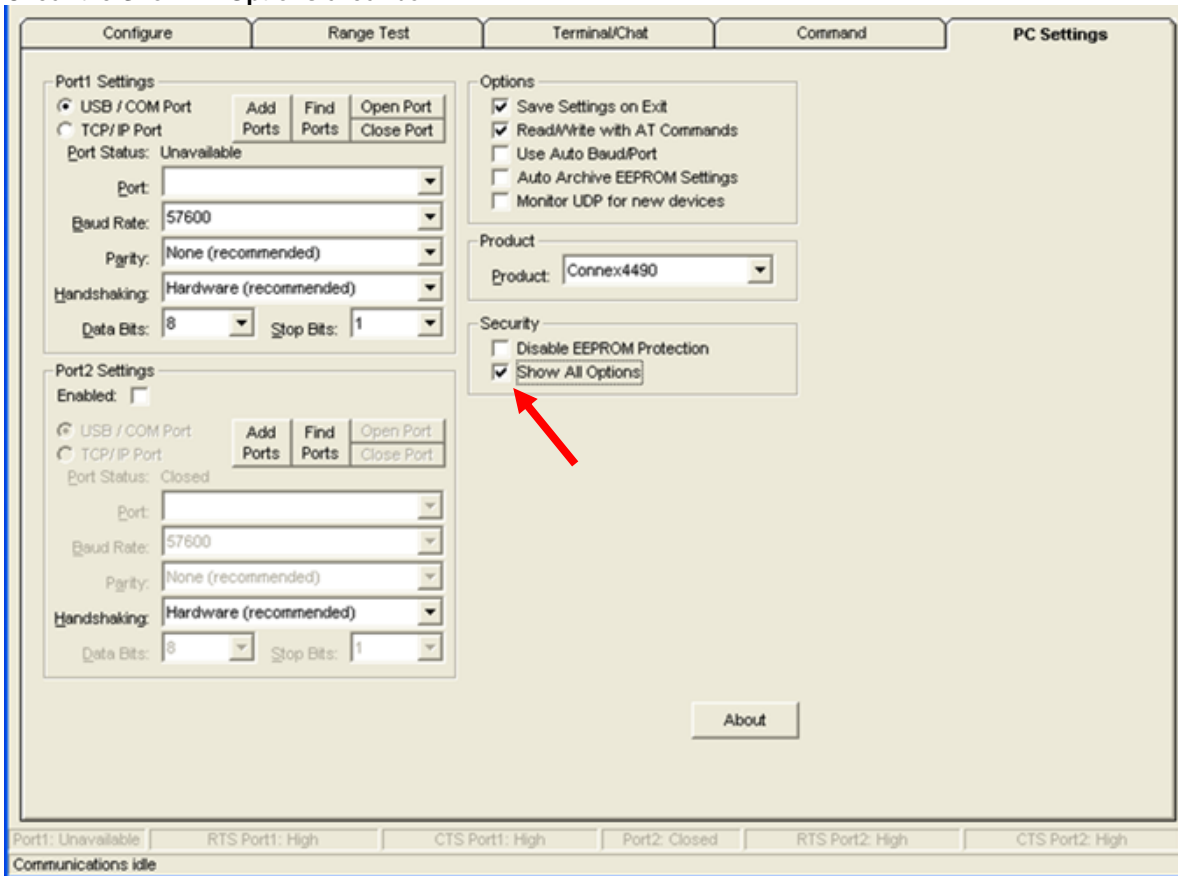 Configure
Range Test
Terminal/Chat
Command
PC Settings
Port1 Settings
USB / COM Port
TCP/IP Port
Add Ports
Find Ports
Open Port
Close Port
Port Status: Unavailable
Port:
Baud Rate: 57600
Parity: None (recommended)
Handshaking: Hardware (recommended)
Data Bits: 8 Stop Bits: 1
Port2 Settings
Enabled:
USB / COM Port
TCP/IP Port
Add Ports
Find Ports
Open Port
Close Port
Port Status: Closed
Port:
Baud Rate: 57600
Parity: None (recommended)
Handshaking: Hardware (recommended)
Data Bits: 8 Stop Bits: 1
Options
Save Settings on Exit
Read/Write with AT Commands
Use Auto Baud/Port
Auto Archive EEPROM Settings
Monitor UDP for new devices
Product
Product: Connex4490
Security
Disable EEPROM Protection
Show All Options
About
Port1: Unavailable RTS Port1: High CTS Port1: High Port2: Closed RTS Port2: High CTS Port2: High
Communications idle